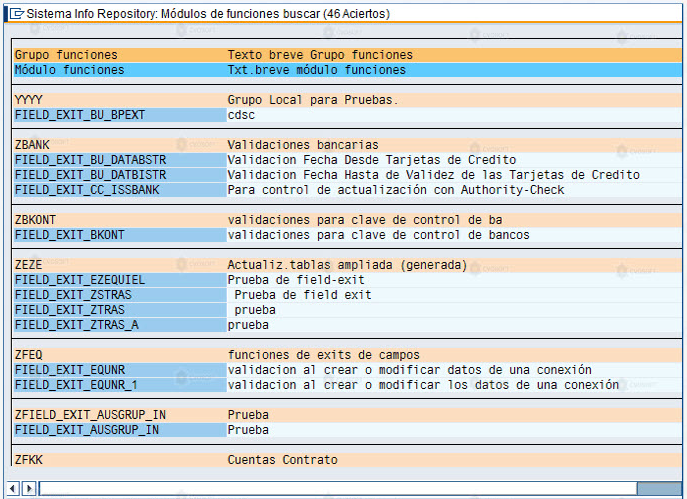 Sistema Info Repository: Módulos de funciones buscar (46 Aciertos)
Grupo funciones Texto breve Grupo funciones
Módulo funciones Txt.breve módulo funciones
YYYY Grupo Local para Pruebas.
FIELD_EXIT_BU_BPEXT cdsc
ZBANK Validaciones bancarias
FIELD_EXIT_BU_DATABSTR Validacion Fecha Desde Tarjetas de Credito
FIELD_EXIT_BU_DATBISTR Validacion Fecha Hasta de Validez de las Tarjetas de Credito
FIELD_EXIT_CC_ISSBANK Para control de actualización con Authority-Check
ZBKONT validaciones para clave de control de ba
FIELD_EXIT_BKONT validaciones para clave de control de bancos
ZEZE Actualiz.tablas ampliada (generada)
FIELD_EXIT_EZEQUIEL Prueba de field-exit
FIELD_EXIT_ZSTRAS Prueba de field exit
FIELD_EXIT_ZTRAS prueba
FIELD_EXIT_ZTRAS_A prueba
ZFEQ funciones de exits de campos
FIELD_EXIT_EQUNR validacion al crear o modificar datos de una conexión
FIELD_EXIT_EQUNR_1 validacion al crear o modificar los datos de una conexión
ZFIELD_EXIT_AUSGRUP_IN Prueba
FIELD_EXIT_AUSGRUP_IN Prueba
ZFKK Cuentas Contrato